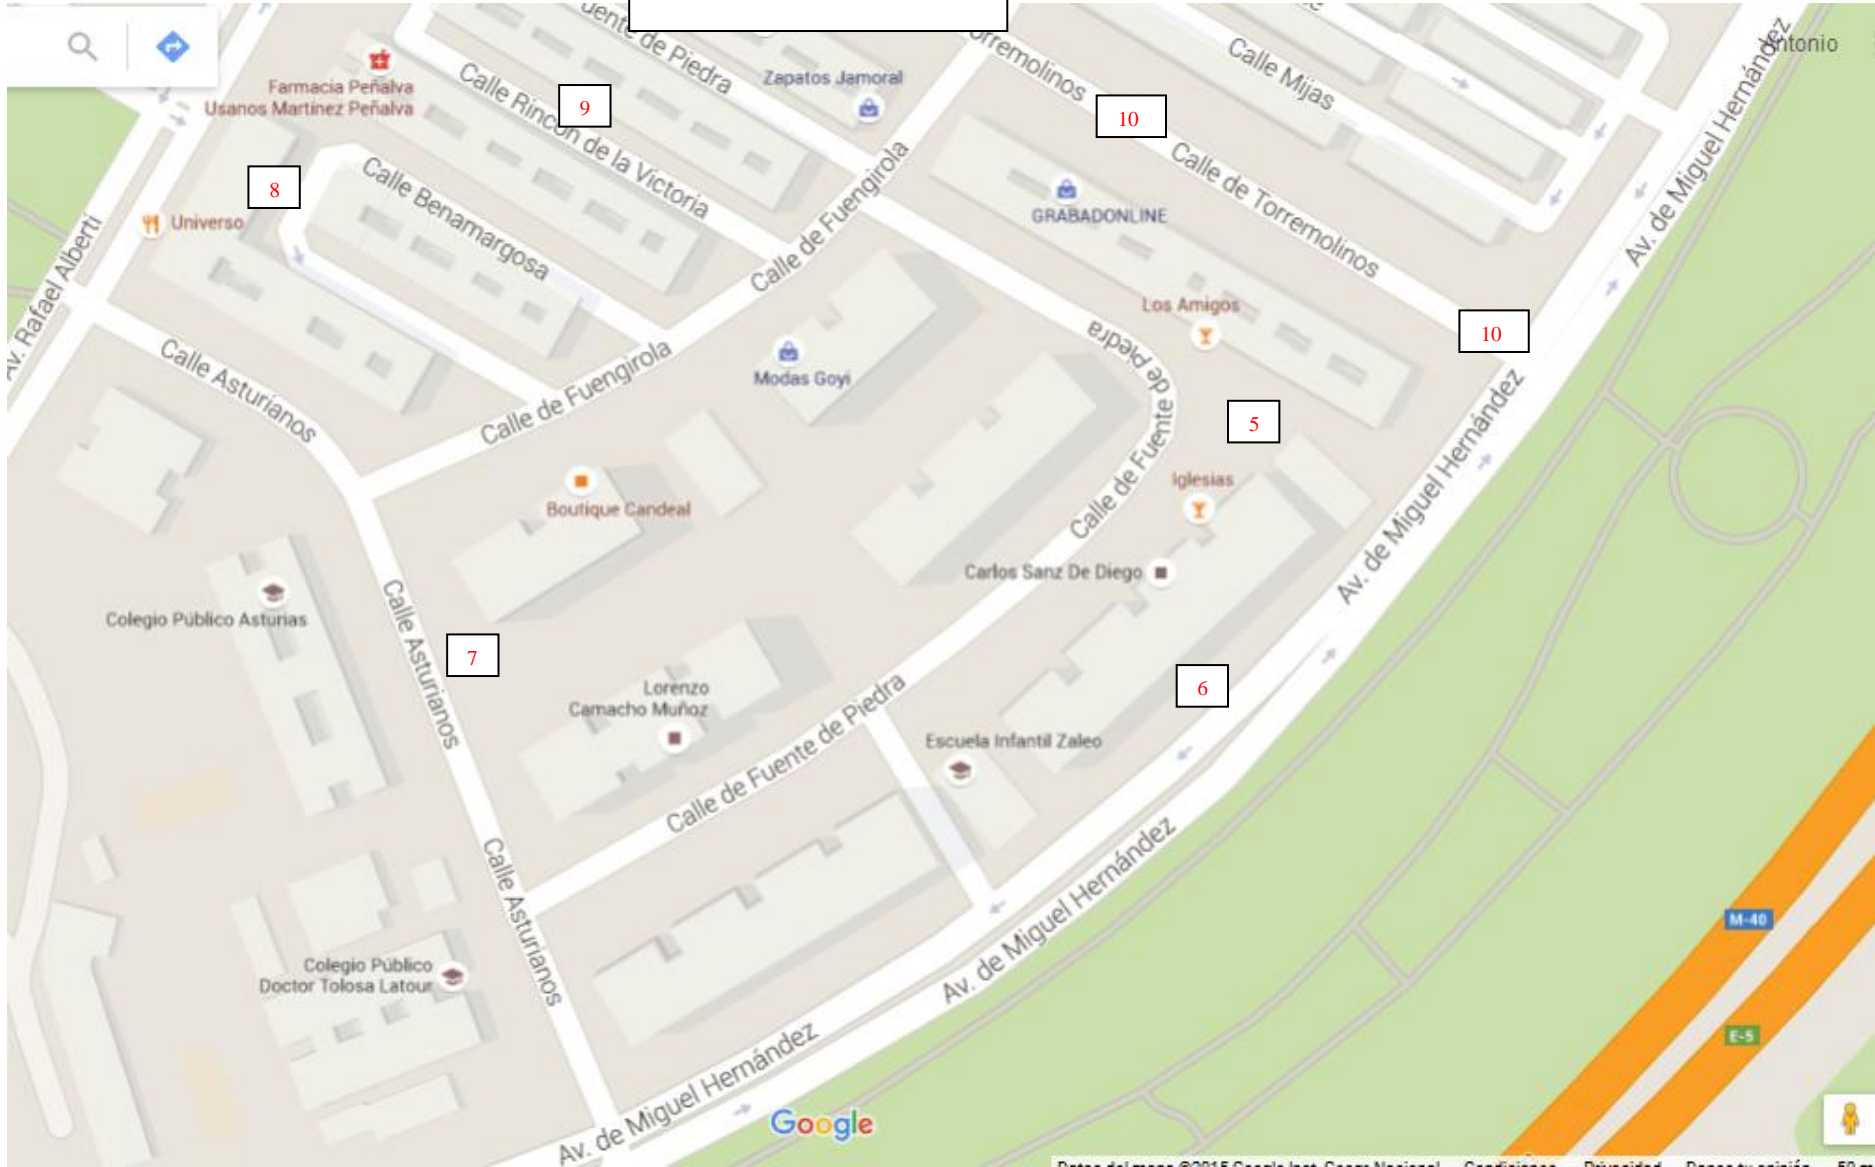 Antonio
Farmacia Peñalva
Usanos Martínez Peñalva
Calle Rincón de la Victoria
9
Zapatos Jamoral
10
Calle Mijas
Av. de Miguel Hernández
8
Calle Benamargosa
Universo
Av. Rafael Alberti
Calle de Fuengirola
GRABADONLINE
Calle de Torremolinos
Av. de Miguel Hernández
Los Amigos
10
Calle Asturianos
Modas Goyi
Calle de Fuengirola
de Piedra
Calle de Fuente
5
Av. de Miguel Hernández
Boutique Candeal
Iglesias
Carlos Sanz De Diego
Colegio Público Asturias
Calle Asturianos
7
Lorenzo
Camacho Muñoz
6
Calle de Fuente de Piedra
Escuela Infantil Zaleo
Calle Asturianos
Av. de Miguel Hernández
M-40
Colegio Público
Doctor Tolosa Latour
E-5
Av. de Miguel Hernández
Google